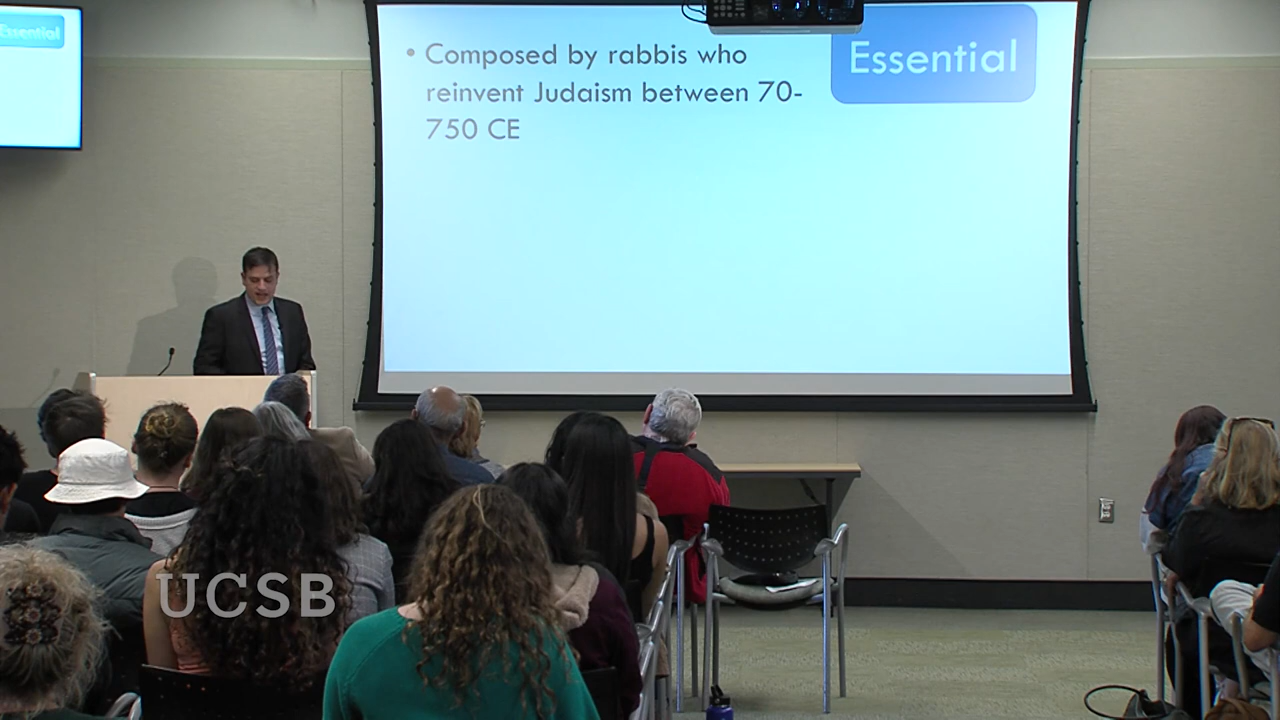 Essential
• Composed by rabbis who
reinvent Judaism between 70-
750 CE
Essential
UCSB